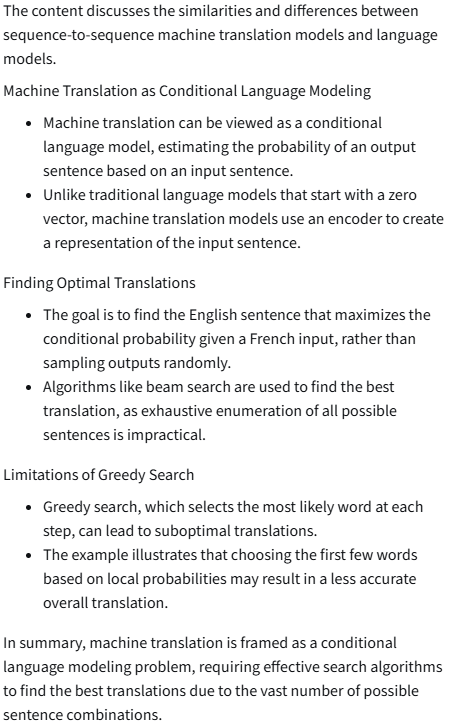 The content discusses the similarities and differences between
sequence-to-sequence machine translation models and language
models.
Machine Translation as Conditional Language Modeling
• Machine translation can be viewed as a conditional
language model, estimating the probability of an output
sentence based on an input sentence.
• Unlike traditional language models that start with a zero
vector, machine translation models use an encoder to create
a representation of the input sentence.
Finding Optimal Translations
• The goal is to find the English sentence that maximizes the
conditional probability given a French input, rather than
sampling outputs randomly.
• Algorithms like beam search are used to find the best
translation, as exhaustive enumeration of all possible
sentences is impractical.
Limitations of Greedy Search
• Greedy search, which selects the most likely word at each
step, can lead to suboptimal translations.
• The example illustrates that choosing the first few words
based on local probabilities may result in a less accurate
overall translation.
In summary, machine translation is framed as a conditional
language modeling problem, requiring effective search algorithms
to find the best translations due to the vast number of possible
sentence combinations.